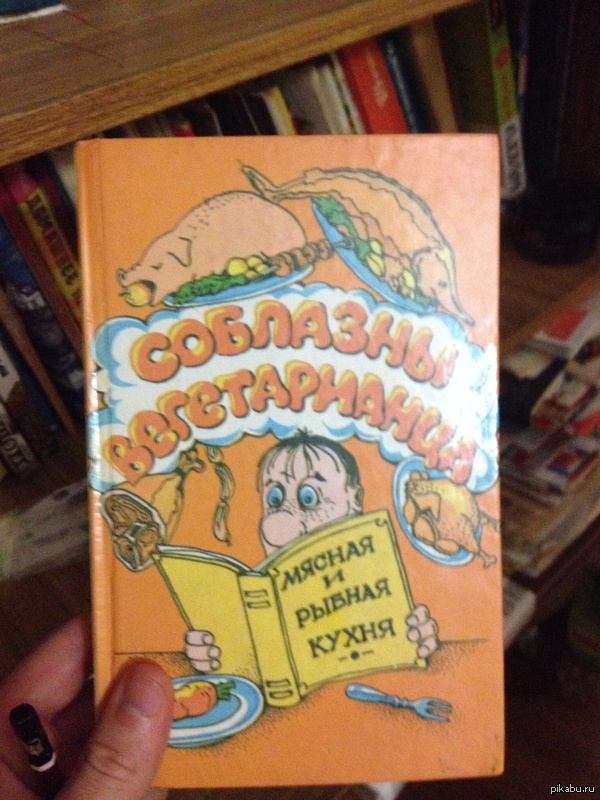 СОБЛАЗНЫ
ВЕГЕТАРИАНЦА
МЯСНАЯ
И
РЫБНАЯ
КУХНЯ
pikabu.ru